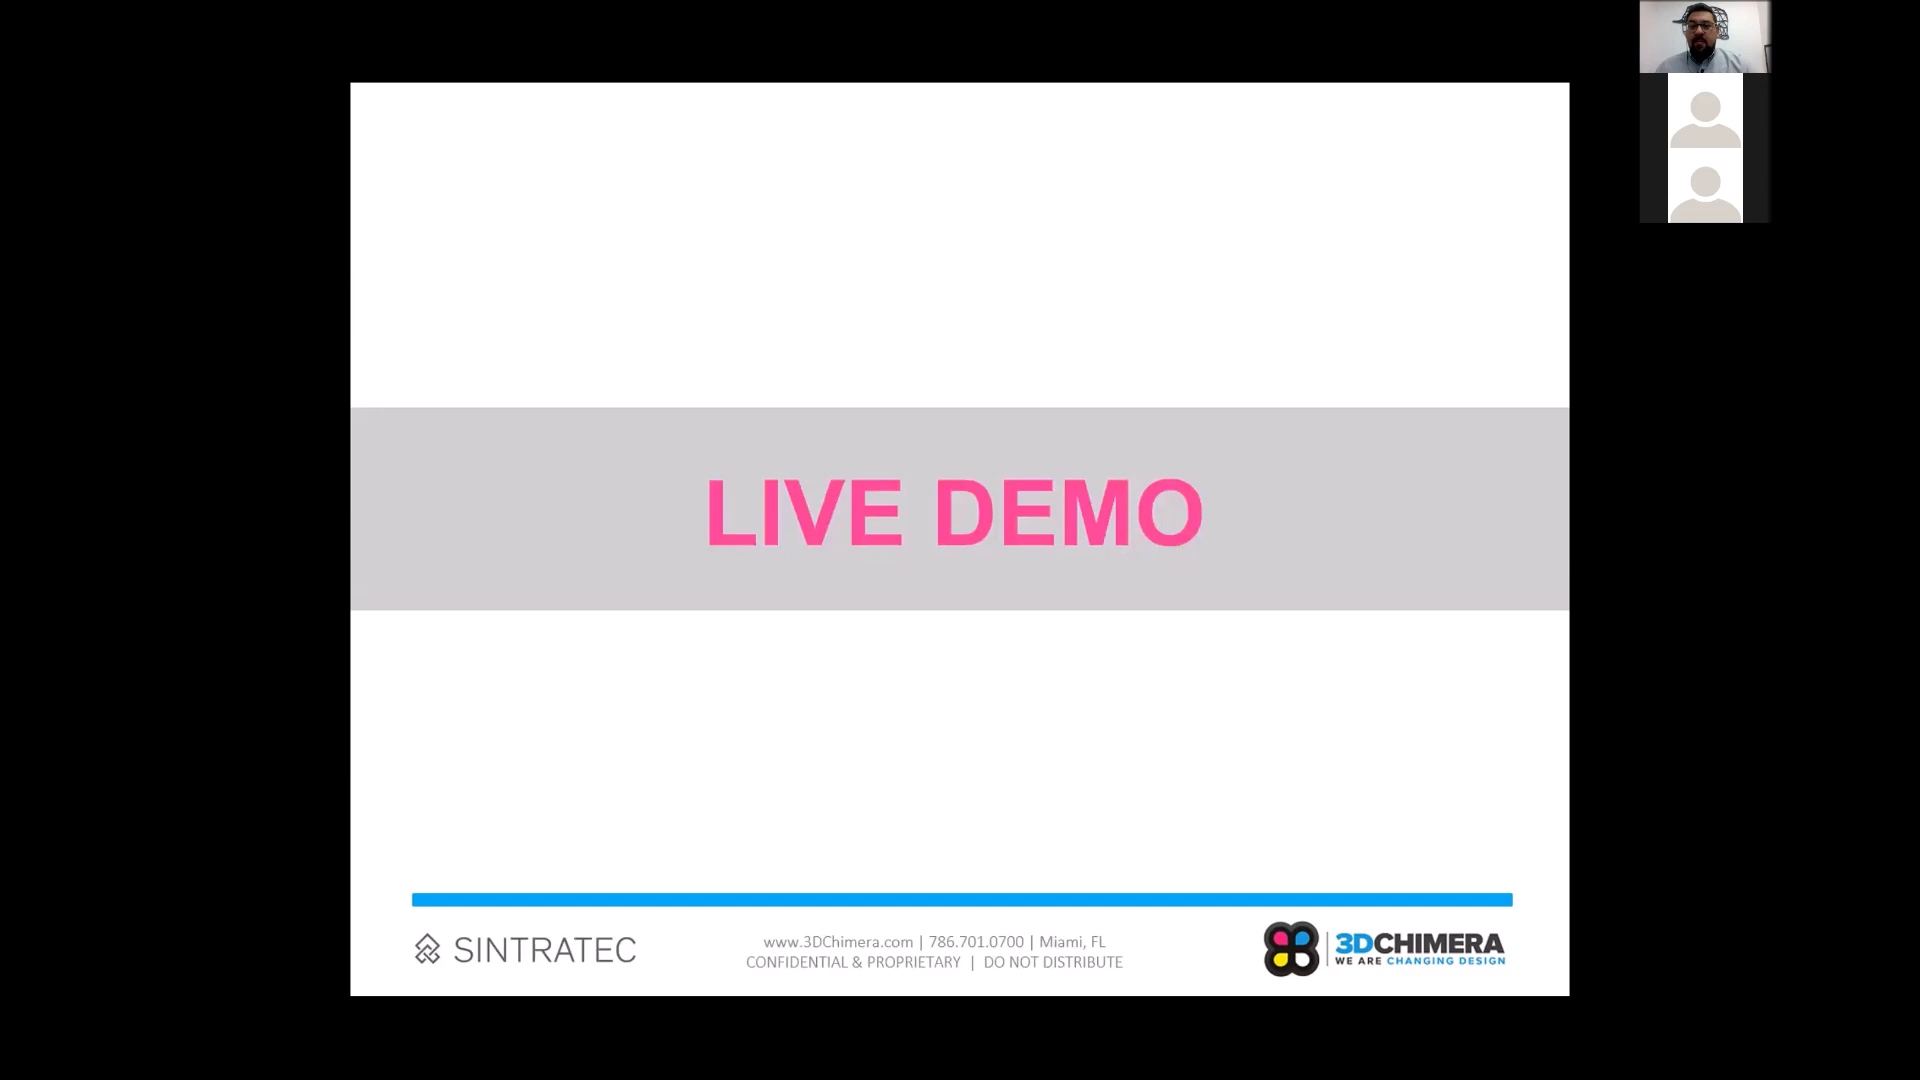 LIVE DEMO
SINTRATEC
www.3DChimera.com | 786.701.0700 | Miami, FL
CONFIDENTIAL & PROPRIETARY | DO NOT DISTRIBUTE
3DCHIMERA
WE ARE CHANGING DESIGN